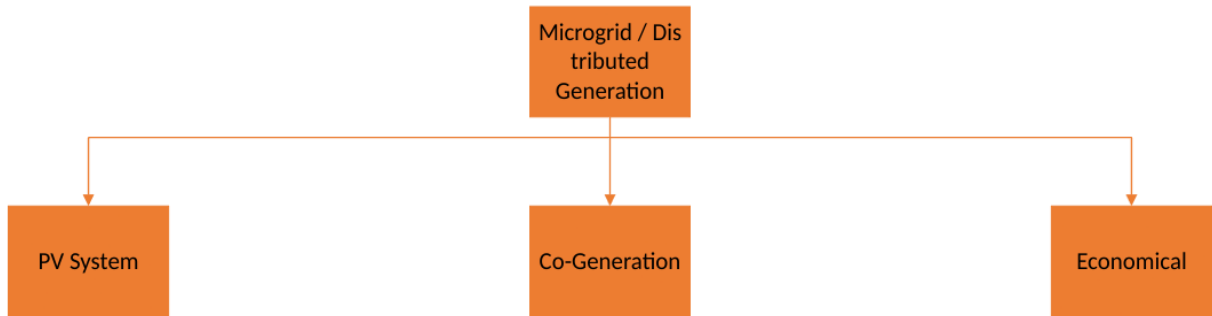 Microgrid / Dis
tributed
Generation
PV System
Co-Generation
Economical